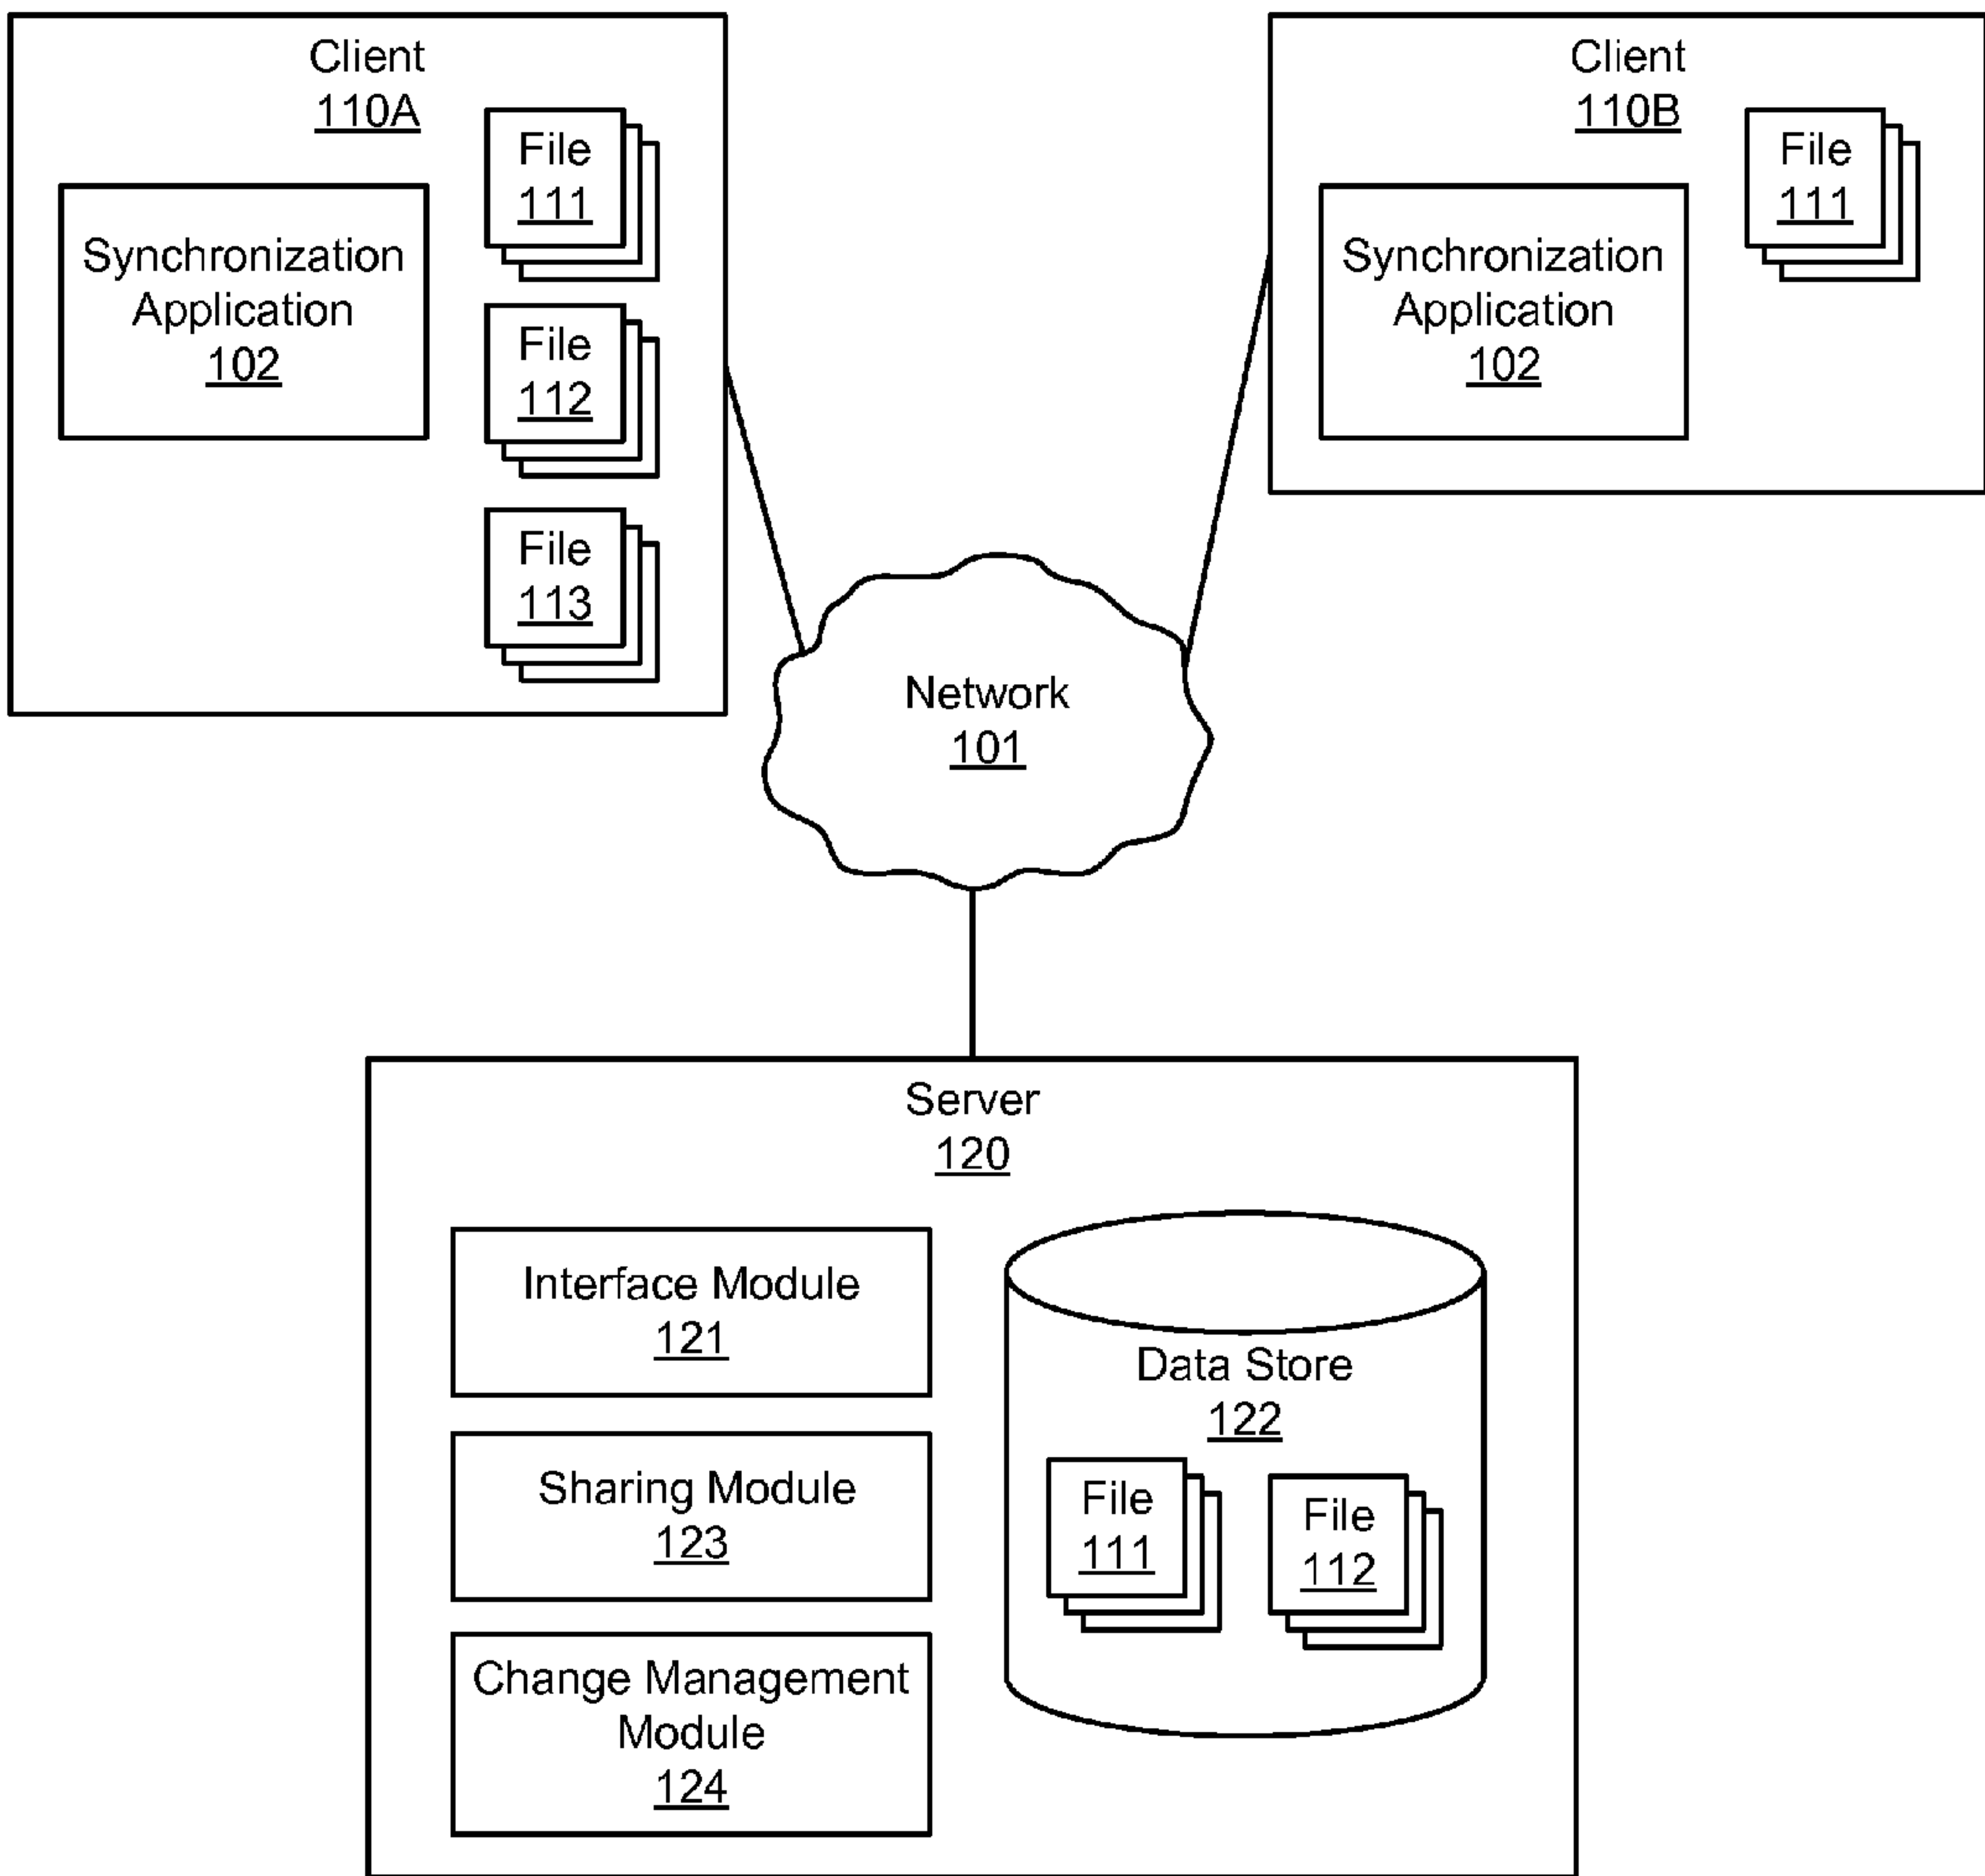 Client
110A
Synchronization
Application
102
File
111
File
112
File
113
Client
110B
Synchronization
Application
102
File
111
Network
101
Server
120
Interface Module
121
Sharing Module
123
Change Management
Module
124
Data Store
122
File
111
File
112